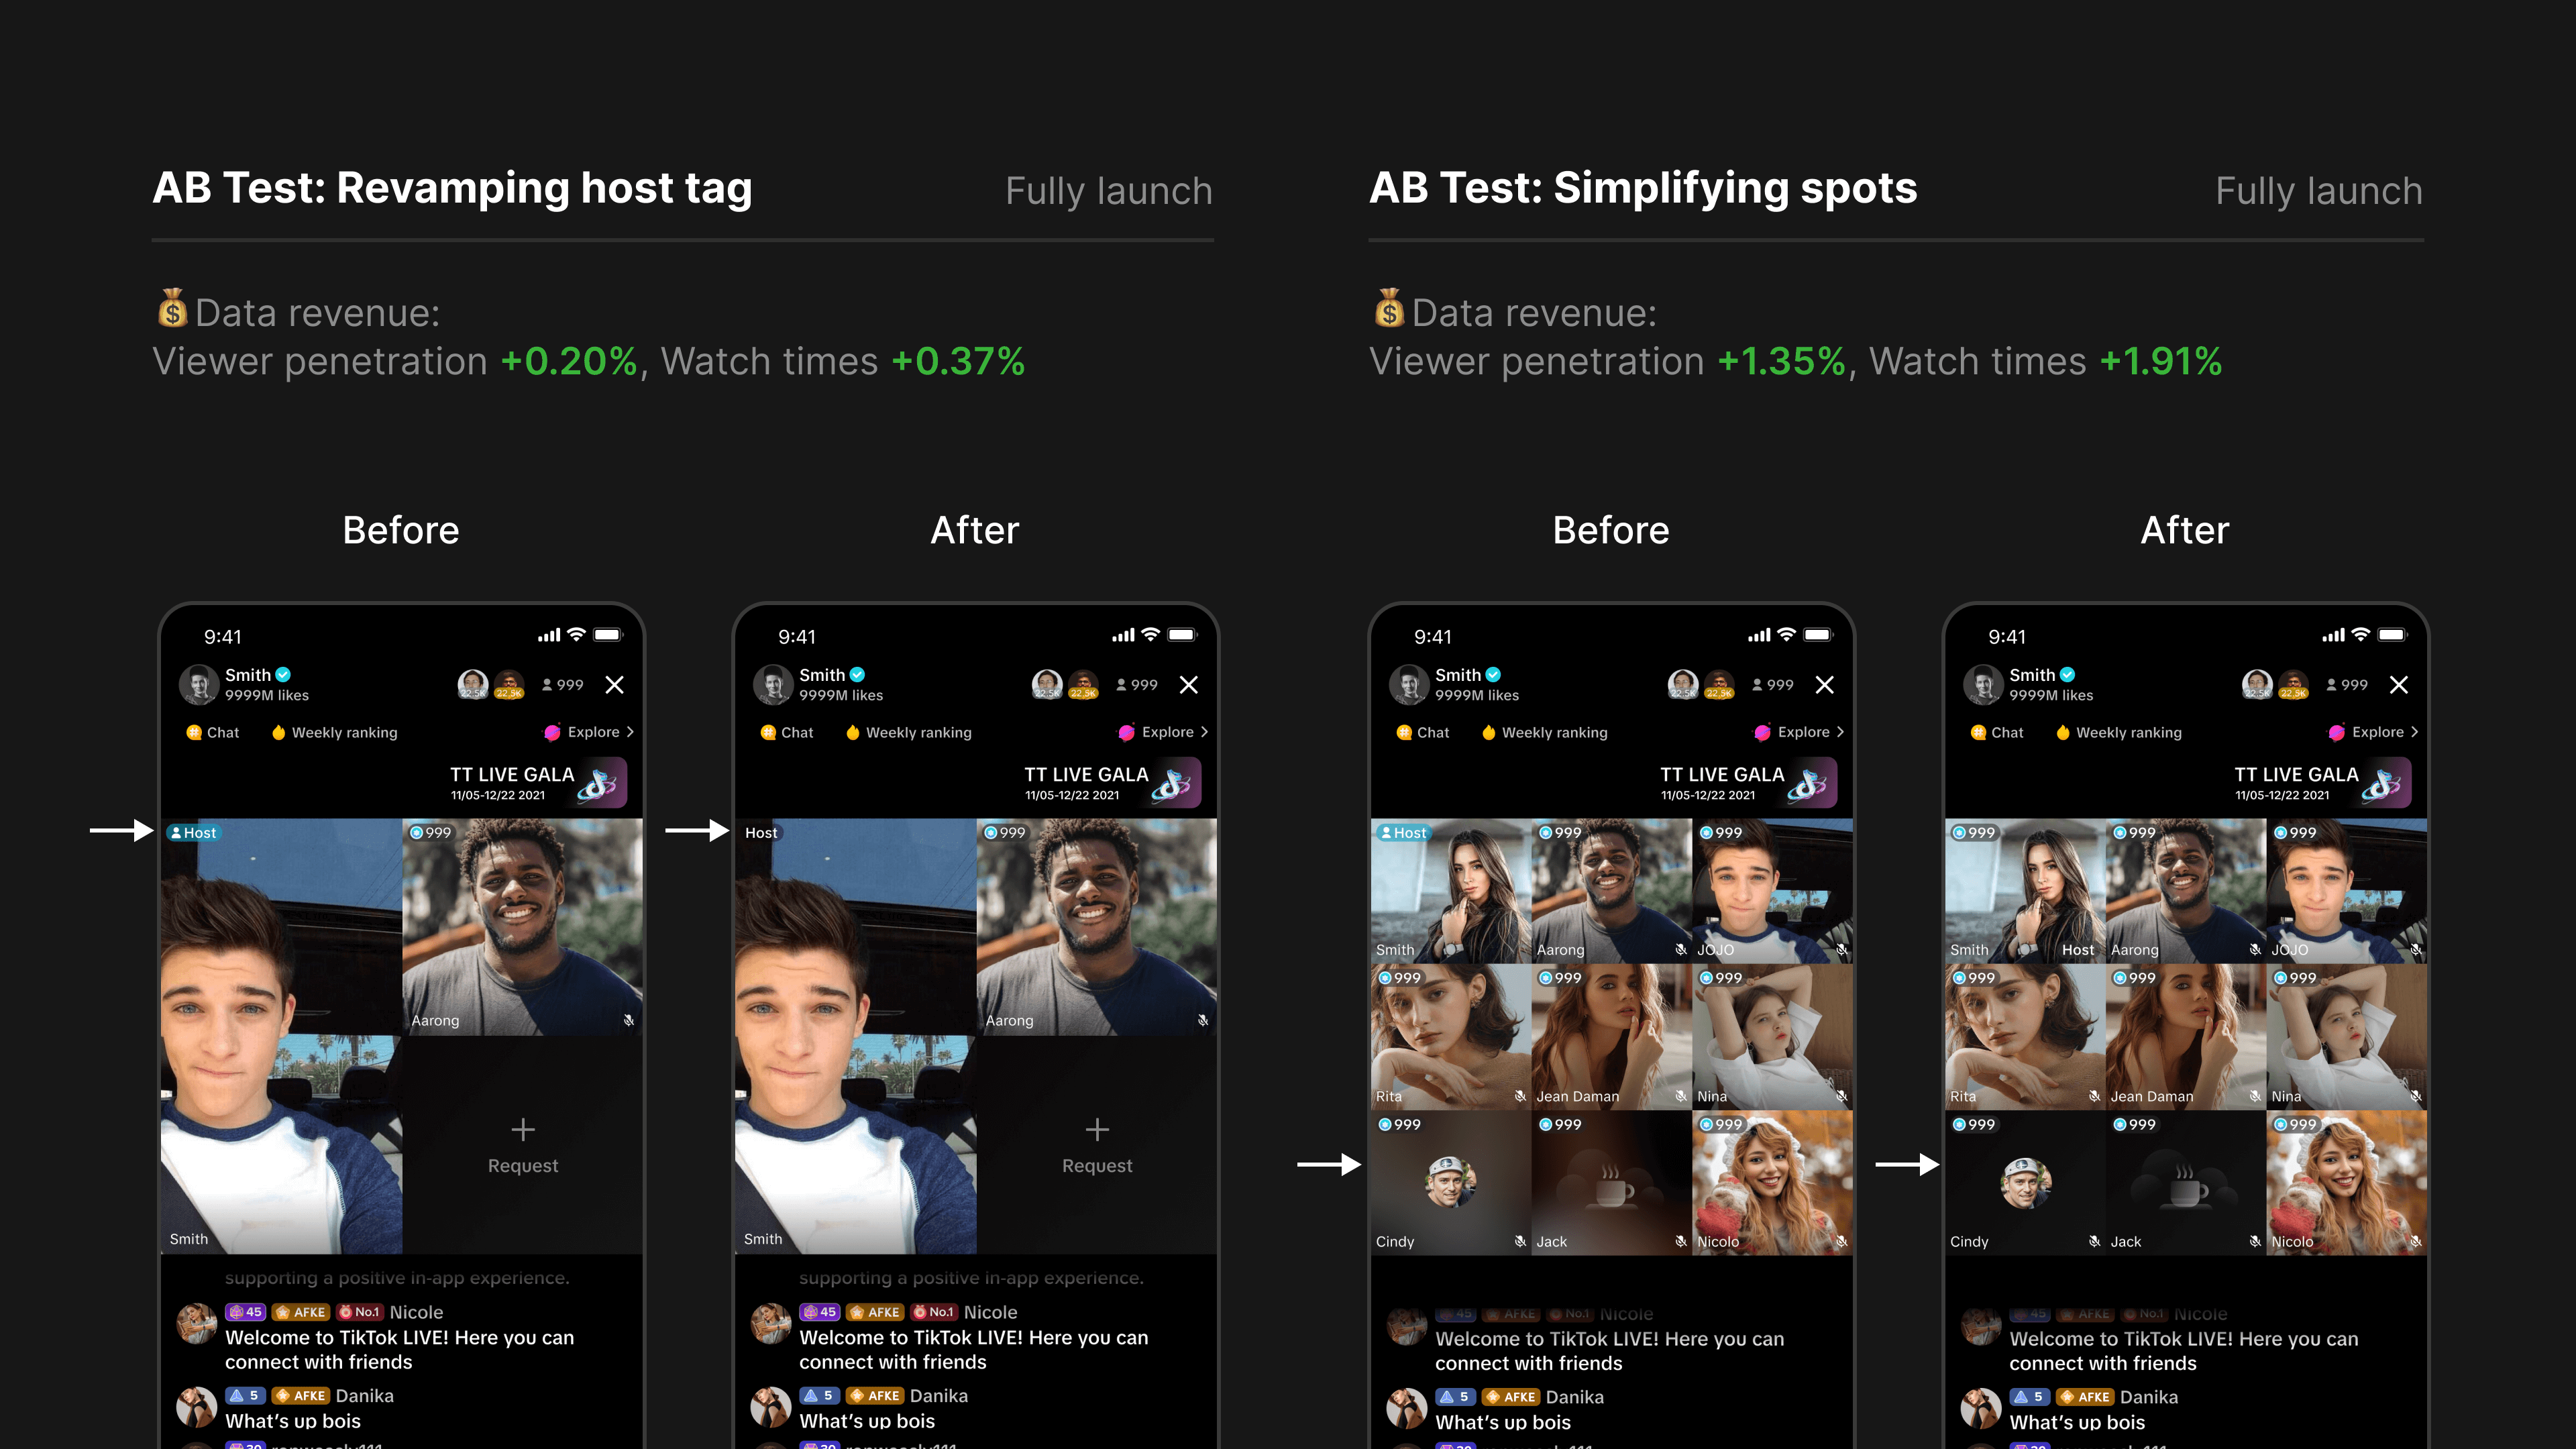 AB Test: Revamping host tag
Fully launch
Data revenue:
Viewer penetration +0.20%, Watch times +0.37%
Before
After
9:41
Smith
9999M likes
22.5K
22.5K
999
Chat
Weekly ranking
Explore
TT LIVE GALA
11/05-12/22 2021
Host
999
Aarong
Request
Smith
supporting a positive in-app experience.
45 AFKE No.1 Nicole
Welcome to TikTok LIVE! Here you can
connect with friends
5 AFKE Danika
What's up bois
9:41
Smith
9999M likes
22.5K
22.5K
999
Chat
Weekly ranking
Explore
TT LIVE GALA
11/05-12/22 2021
Host
999
Aarong
Request
Smith
supporting a positive in-app experience.
45 AFKE No.1 Nicole
Welcome to TikTok LIVE! Here you can
connect with friends
5 AFKE Danika
What's up bois
AB Test: Simplifying spots
Fully launch
Data revenue:
Viewer penetration +1.35%, Watch times +1.91%
Before
After
9:41
Smith
9999M likes
22.5K
22.5K
999
Chat
Weekly ranking
Explore
TT LIVE GALA
11/05-12/22 2021
Host
999
999
Smith
Aarong
JOJO
999
999
999
Rita
Jean Daman
Nina
999
999
999
Cindy
Jack
Nicolo
45 AFKE No.1 Nicole
Welcome to TikTok LIVE! Here you can
connect with friends
5 AFKE Danika
What's up bois
9:41
Smith
9999M likes
22.5K
22.5K
999
Chat
Weekly ranking
Explore
TT LIVE GALA
11/05-12/22 2021
999
999
999
Smith
Host
Aarong
JOJO
999
999
999
Rita
Jean Daman
Nina
999
999
999
Cindy
Jack
Nicolo
45 AFKE No.1 Nicole
Welcome to TikTok LIVE! Here you can
connect with friends
5 AFKE Danika
What's up bois